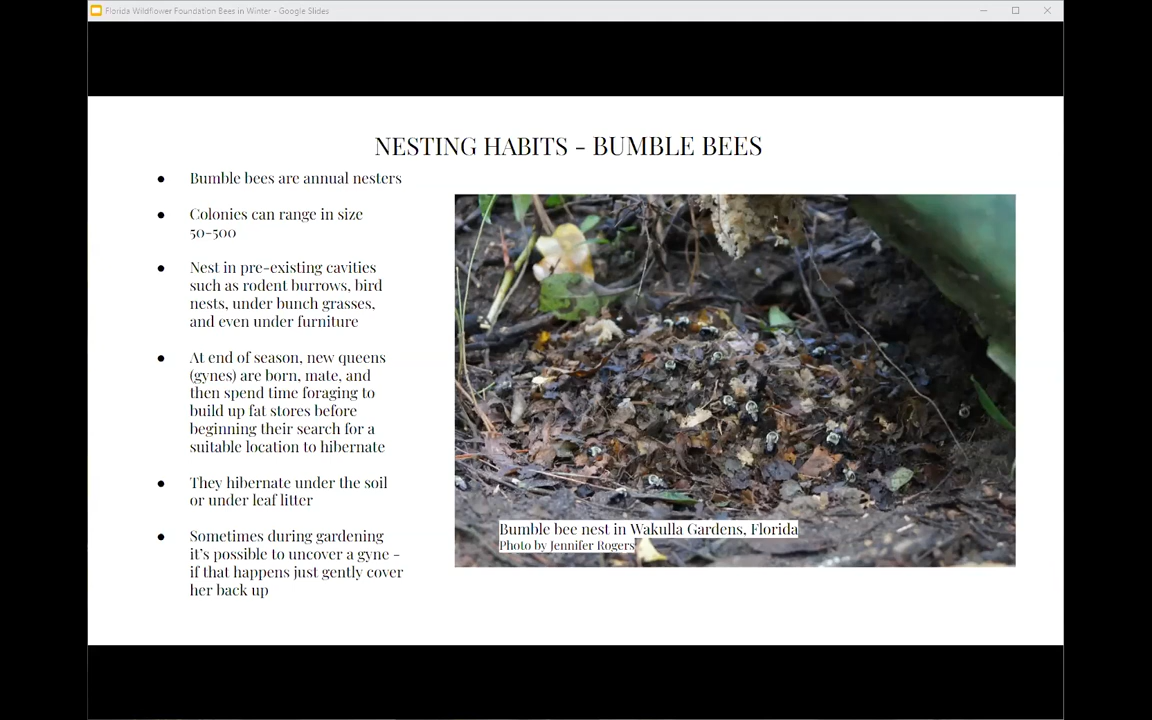 Florida Wildflower Foundation Bees in Winter - Google Slides
NESTING HABITS - BUMBLE BEES
● Bumble bees are annual nesters
● Colonies can range in size
50-500
● Nest in pre-existing cavities
such as rodent burrows, bird
nests, under bunch grasses,
and even under furniture
● At end of season, new queens
(gynes) are born, mate, and
then spend time foraging to
build up fat stores before
beginning their search for a
suitable location to hibernate
● They hibernate under the soil
or under leaf litter
● Sometimes during gardening
it's possible to uncover a gyne -
if that happens just gently cover
her back up
Bumble bee nest in Wakulla Gardens, Florida
Photo by Jennifer Rogers